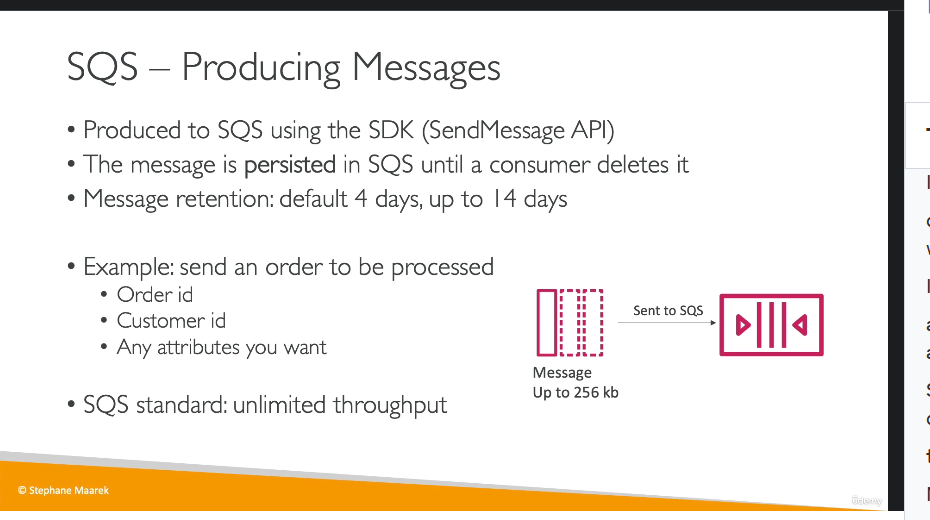 SQS – Producing Messages
• Produced to SQS using the SDK (SendMessage API)
• The message is persisted in SQS until a consumer deletes it
• Message retention: default 4 days, up to 14 days
• Example: send an order to be processed
• Order id
• Customer id
• Any attributes you want
Sent to SQS
Message
Up to 256 kb
• SQS standard: unlimited throughput
© Stephane Maarek
Udemy